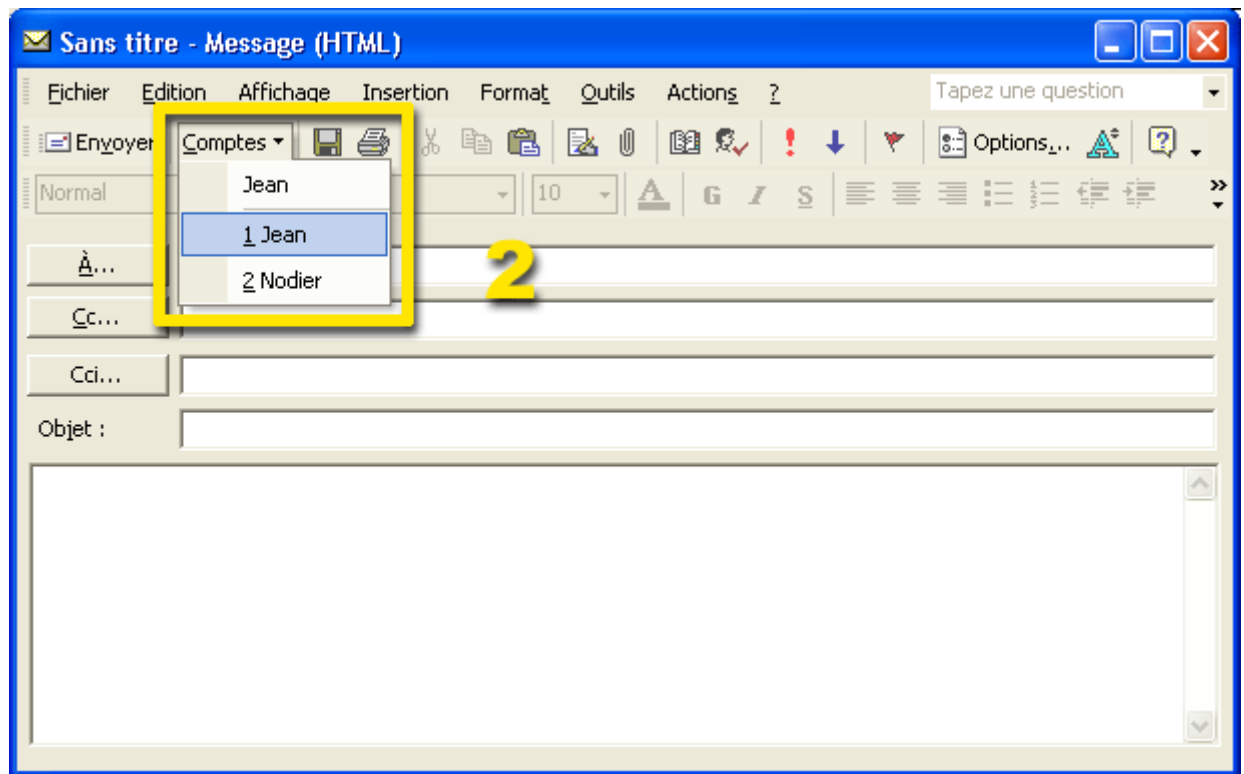 Sans titre - Message (HTML)
Fichier Edition Affichage Insertion Format Outils Actions ? Tapez une question
Envoyer Comptes Options...
Normal 10 A G I S
Jean
1 Jean
2 Nodier
2
À...
Cc...
Cci...
Objet :